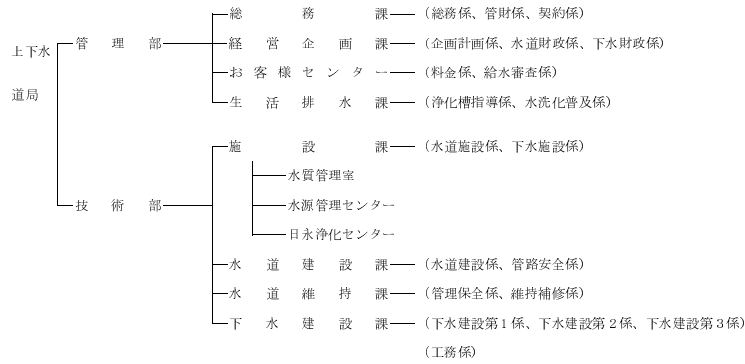 総務課（総務係、管財係、契約係）
上下水道局
管理部 経営企画課（企画計画係、水道財政係、下水財政係）
お客様センター（料金係、給水審査係）
生活排水課（浄化槽指導係、水洗化普及係）
施設課（水道施設係、下水施設係）
水質管理室
技術部 水源管理センター
日永浄化センター
水道建設課（水道建設係、管路安全係）
水道維持課（管理保全係、維持補修係）
下水建設課（下水建設第１係、下水建設第２係、下水建設第３係）
（工務係）